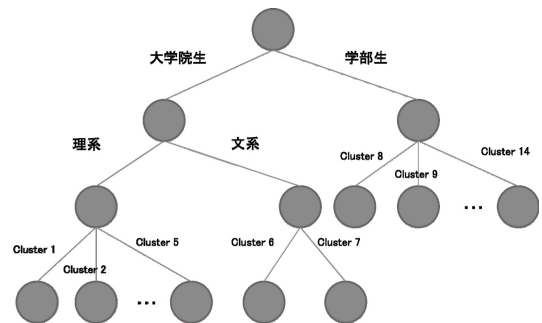 大学院生
学部生
理系
文系
Cluster 8
Cluster 9
Cluster 14
...
Cluster 1
Cluster 2
Cluster 5
Cluster 6
Cluster 7
...